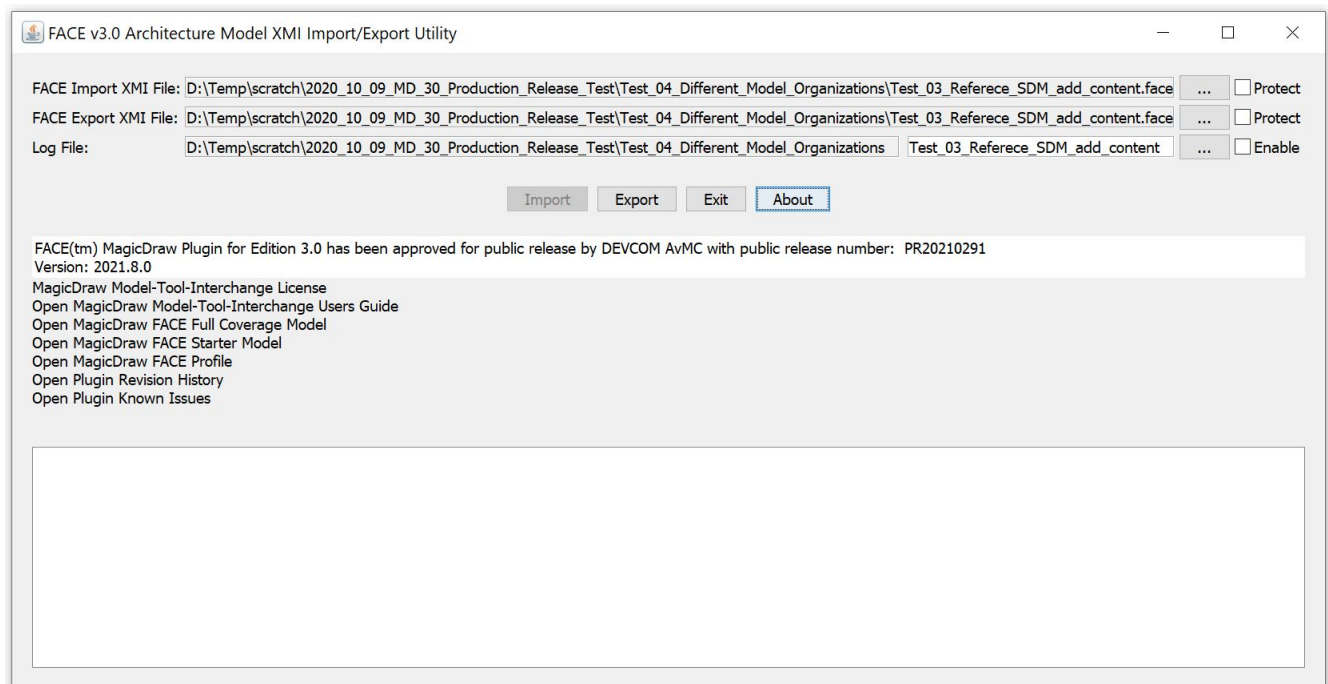 FACE v3.0 Architecture Model XMI Import/Export Utility
FACE Import XMI File: D:\Temp\scratch\2020_10_09_MD_30_Production_Release_Test\Test_04_Different_Model_Organizations\Test_03_Referece_SDM_add_content.face ... Protect
FACE Export XMI File: D:\Temp\scratch\2020_10_09_MD_30_Production_Release_Test\Test_04_Different_Model_Organizations\Test_03_Referece_SDM_add_content.face ... Protect
Log File: D:\Temp\scratch\2020_10_09_MD_30_Production_Release_Test\Test_04_Different_Model_Organizations Test_03_Referece_SDM_add_content ... Enable
Import Export Exit About
FACE(tm) MagicDraw Plugin for Edition 3.0 has been approved for public release by DEVCOM AvMC with public release number: PR20210291
Version: 2021.8.0
MagicDraw Model-Tool-Interchange License
Open MagicDraw Model-Tool-Interchange Users Guide
Open MagicDraw FACE Full Coverage Model
Open MagicDraw FACE Starter Model
Open MagicDraw FACE Profile
Open Plugin Revision History
Open Plugin Known Issues